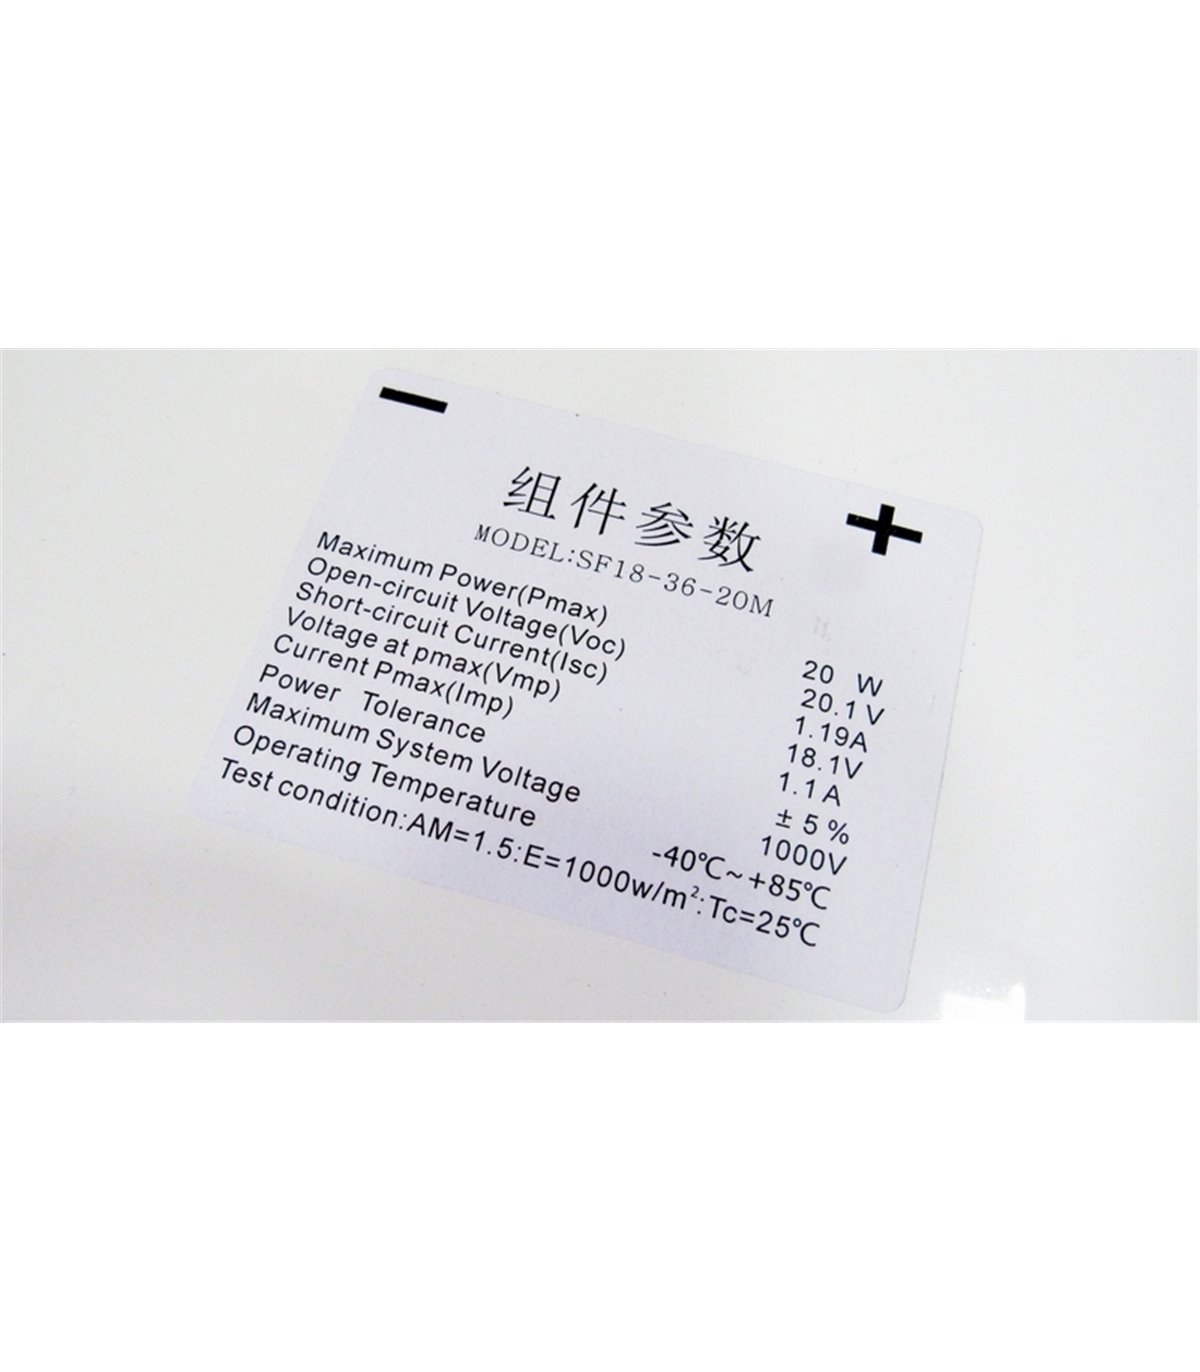 组件参数
MODEL:SF18-36-20M
Maximum Power(Pmax) 20 W
Open-circuit Voltage(Voc) 20.1V
Short-circuit Current(Isc) 1.19A
Voltage at pmax(Vmp) 18.1V
Current Pmax(Imp) 1.1A
Power Tolerance ±5%
Maximum System Voltage 1000V
Operating Temperature -40℃~+85℃
Test condition:AM=1.5:E=1000w/m²:Tc=25℃